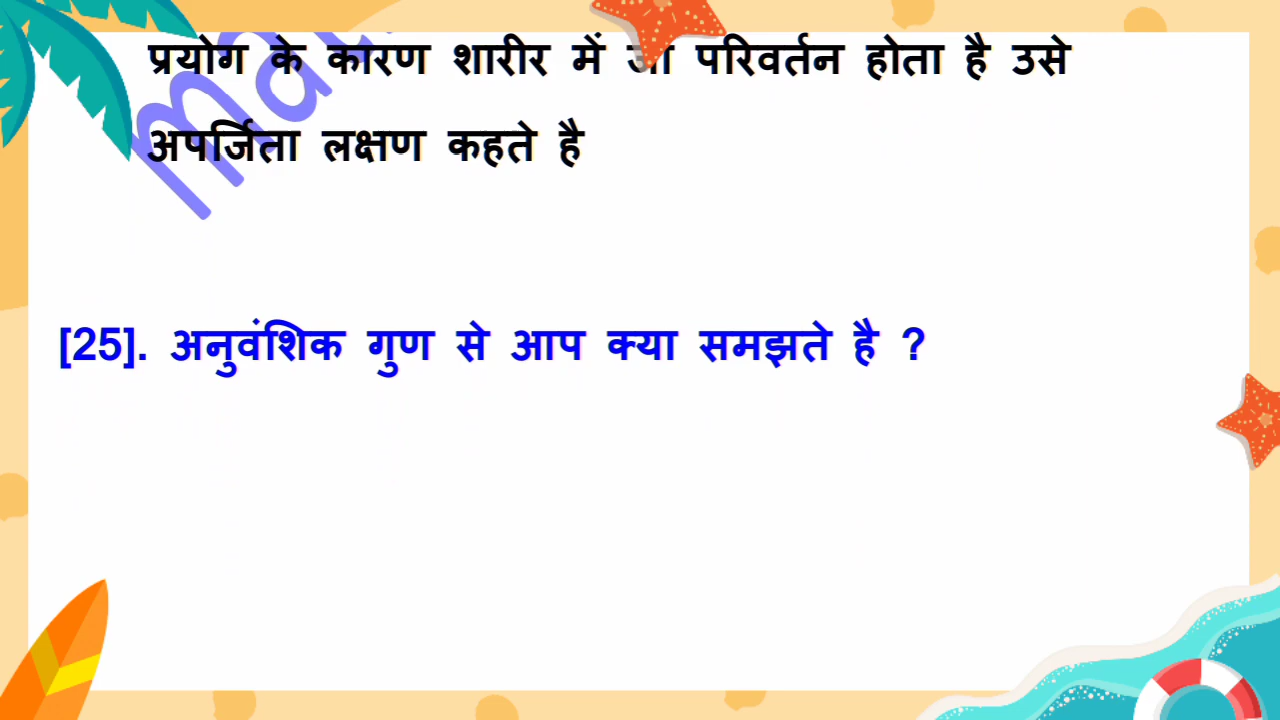 प्रयोग के कारण शारीर में परिवर्तन होता है उसे
अपर्जिता लक्षण कहते है
[25]. अनुवंशिक गुण से आप क्या समझते है ?